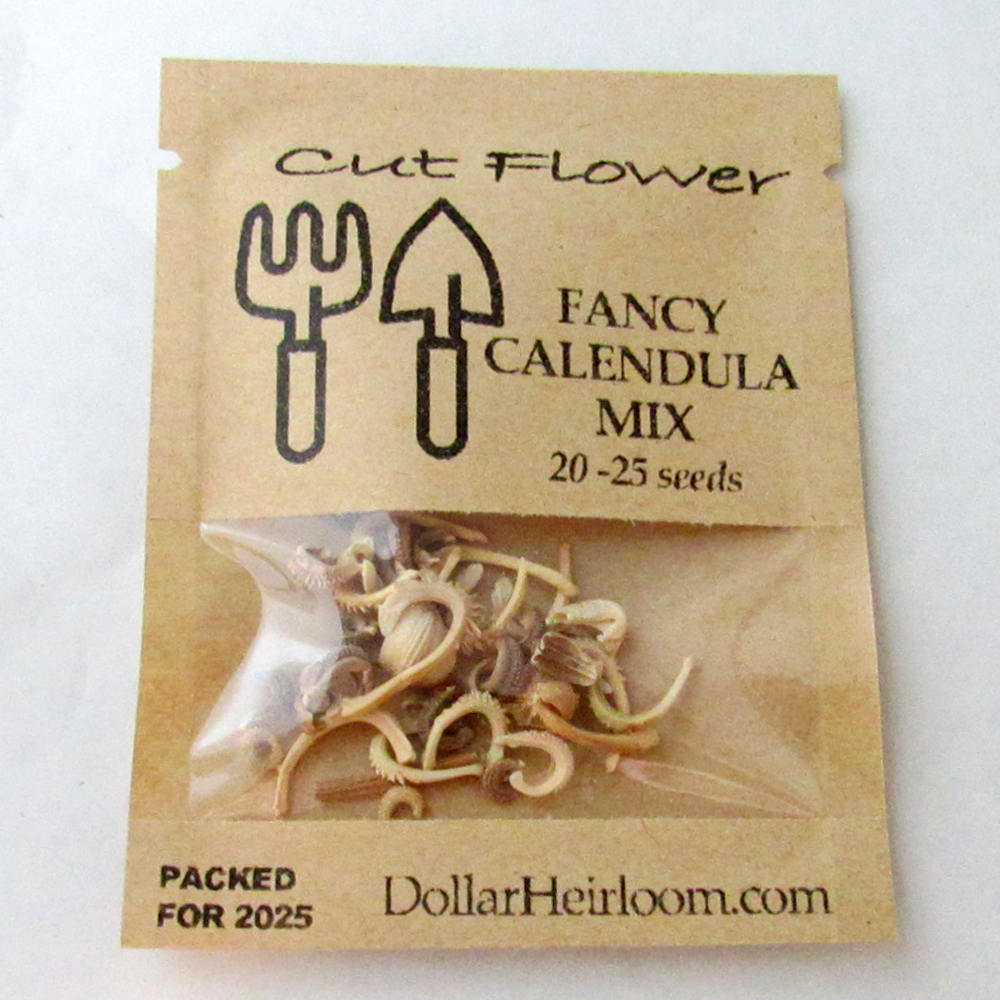 Cut Flower
FANCY
CALENDULA
MIX
20 -25 seeds
PACKED
FOR 2025
DollarHeirloom.com